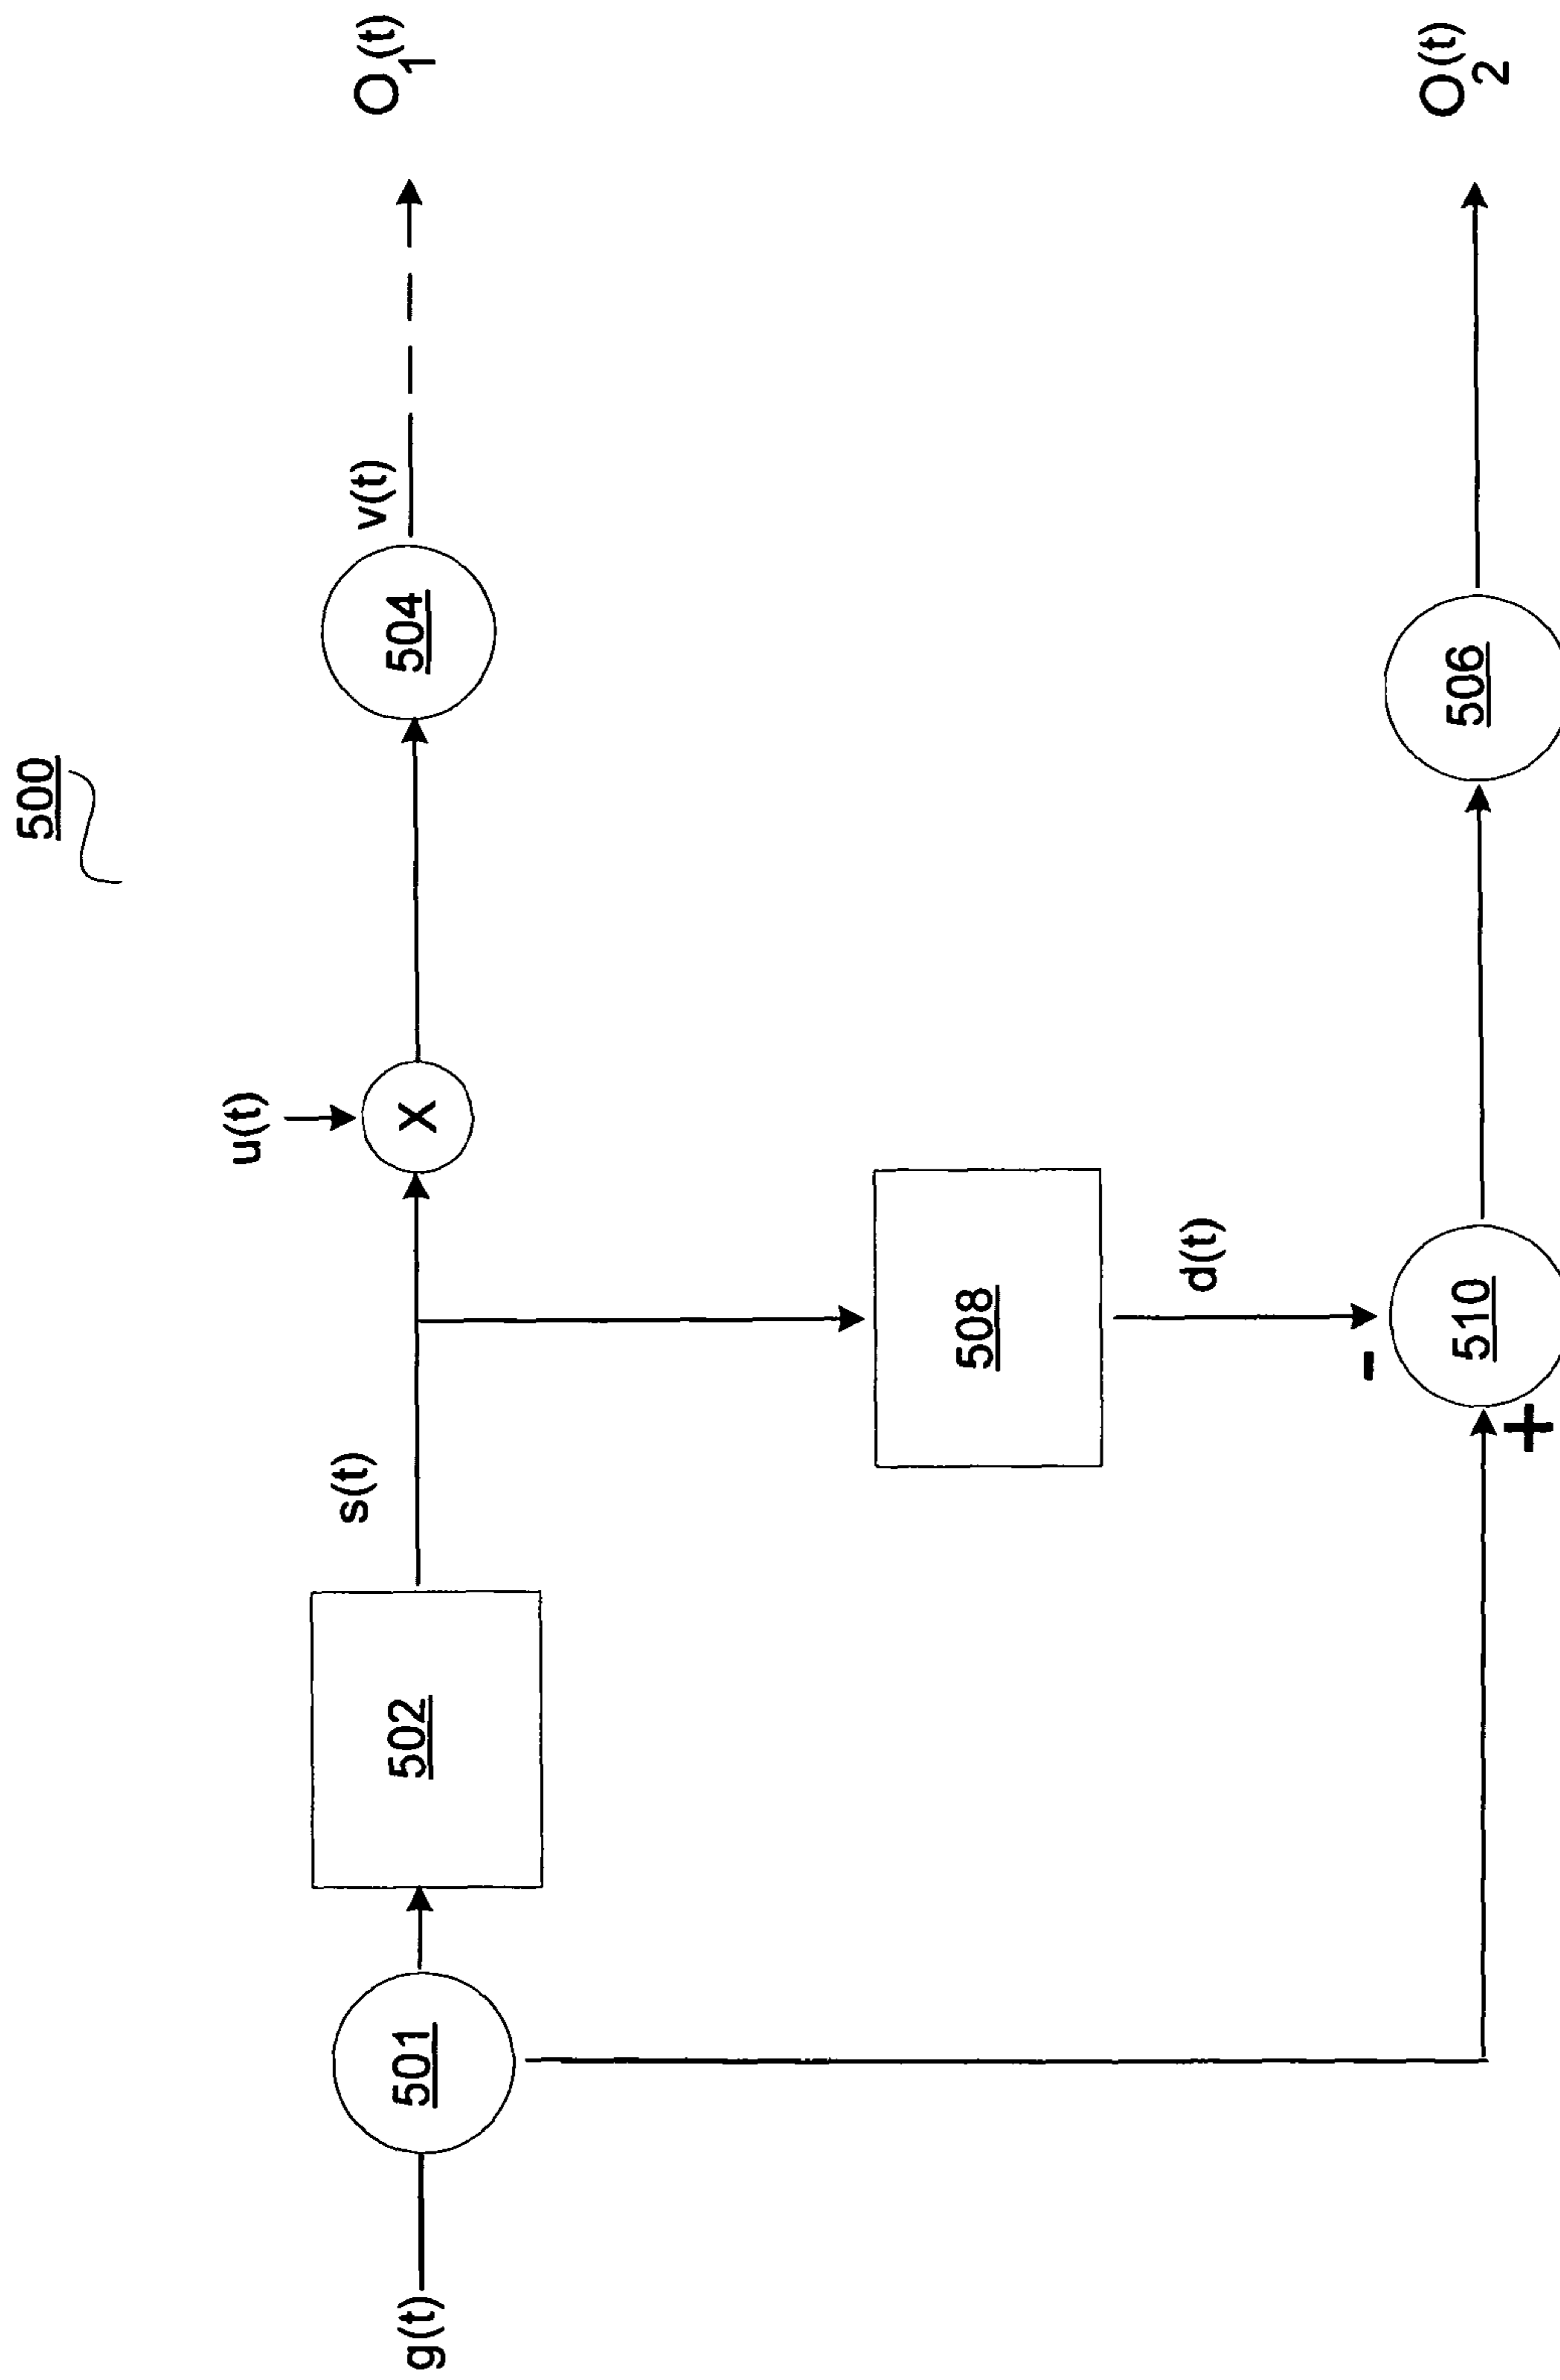 500
u(t)
v(t)
O1(t)
s(t)
g(t)
501
502
X
504
508
d(t)
-
+
510
506
O2(t)